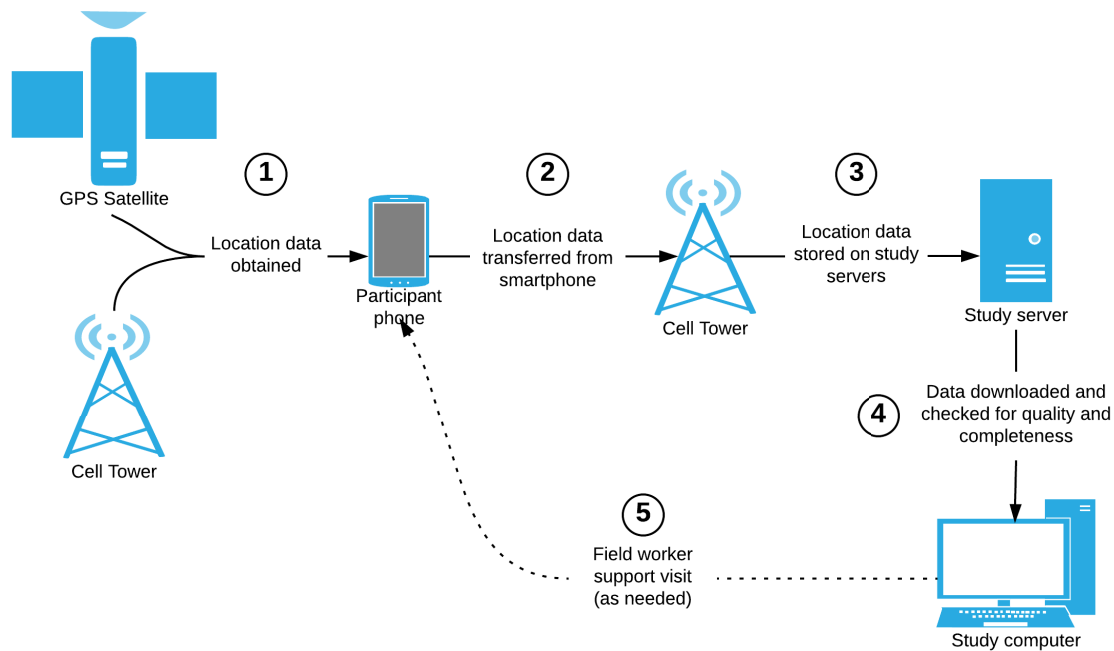 GPS Satellite
1
Location data
obtained
Cell Tower
Participant
phone
2
Location data
transferred from
smartphone
Cell Tower
3
Location data
stored on study
servers
Study server
4
Data downloaded and
checked for quality and
completeness
Study computer
5
Field worker
support visit
(as needed)